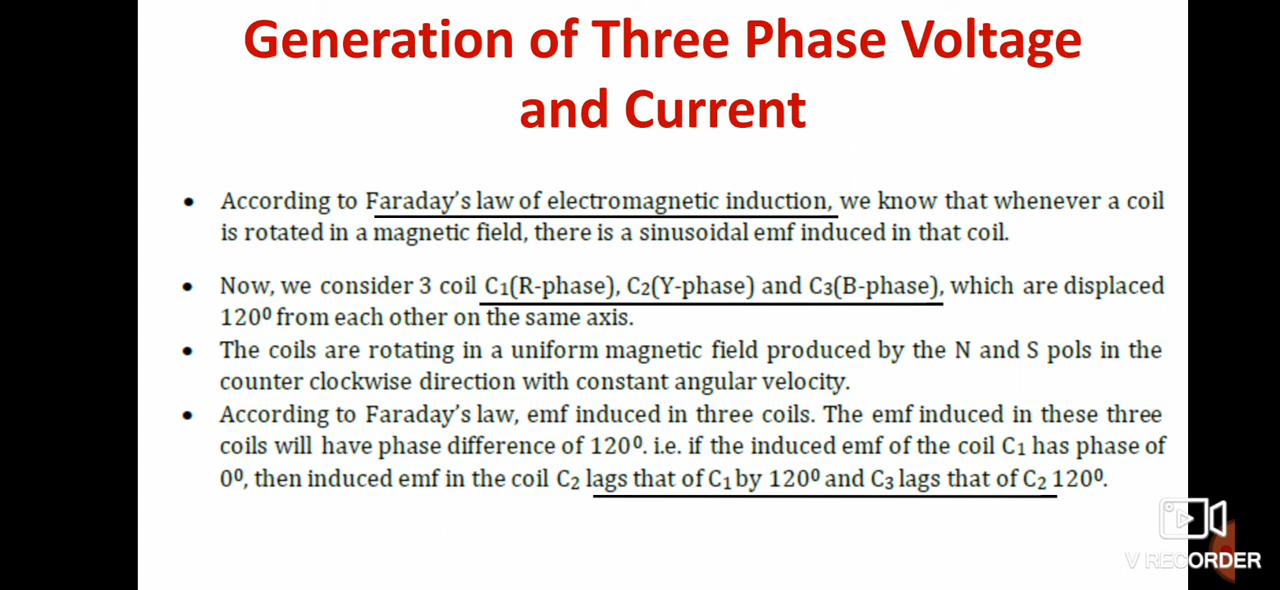 Generation of Three Phase Voltage
and Current
• According to Faraday's law of electromagnetic induction, we know that whenever a coil
is rotated in a magnetic field, there is a sinusoidal emf induced in that coil.
• Now, we consider 3 coil C₁(R-phase), C₂(Y-phase) and C₃(B-phase), which are displaced
120⁰ from each other on the same axis.
• The coils are rotating in a uniform magnetic field produced by the N and S pols in the
counter clockwise direction with constant angular velocity.
• According to Faraday's law, emf induced in three coils. The emf induced in these three
coils will have phase difference of 120⁰. i.e. if the induced emf of the coil C₁ has phase of
0⁰, then induced emf in the coil C₂ lags that of C₁ by 120⁰ and C₃ lags that of C₂ 120⁰.
V RECORDER